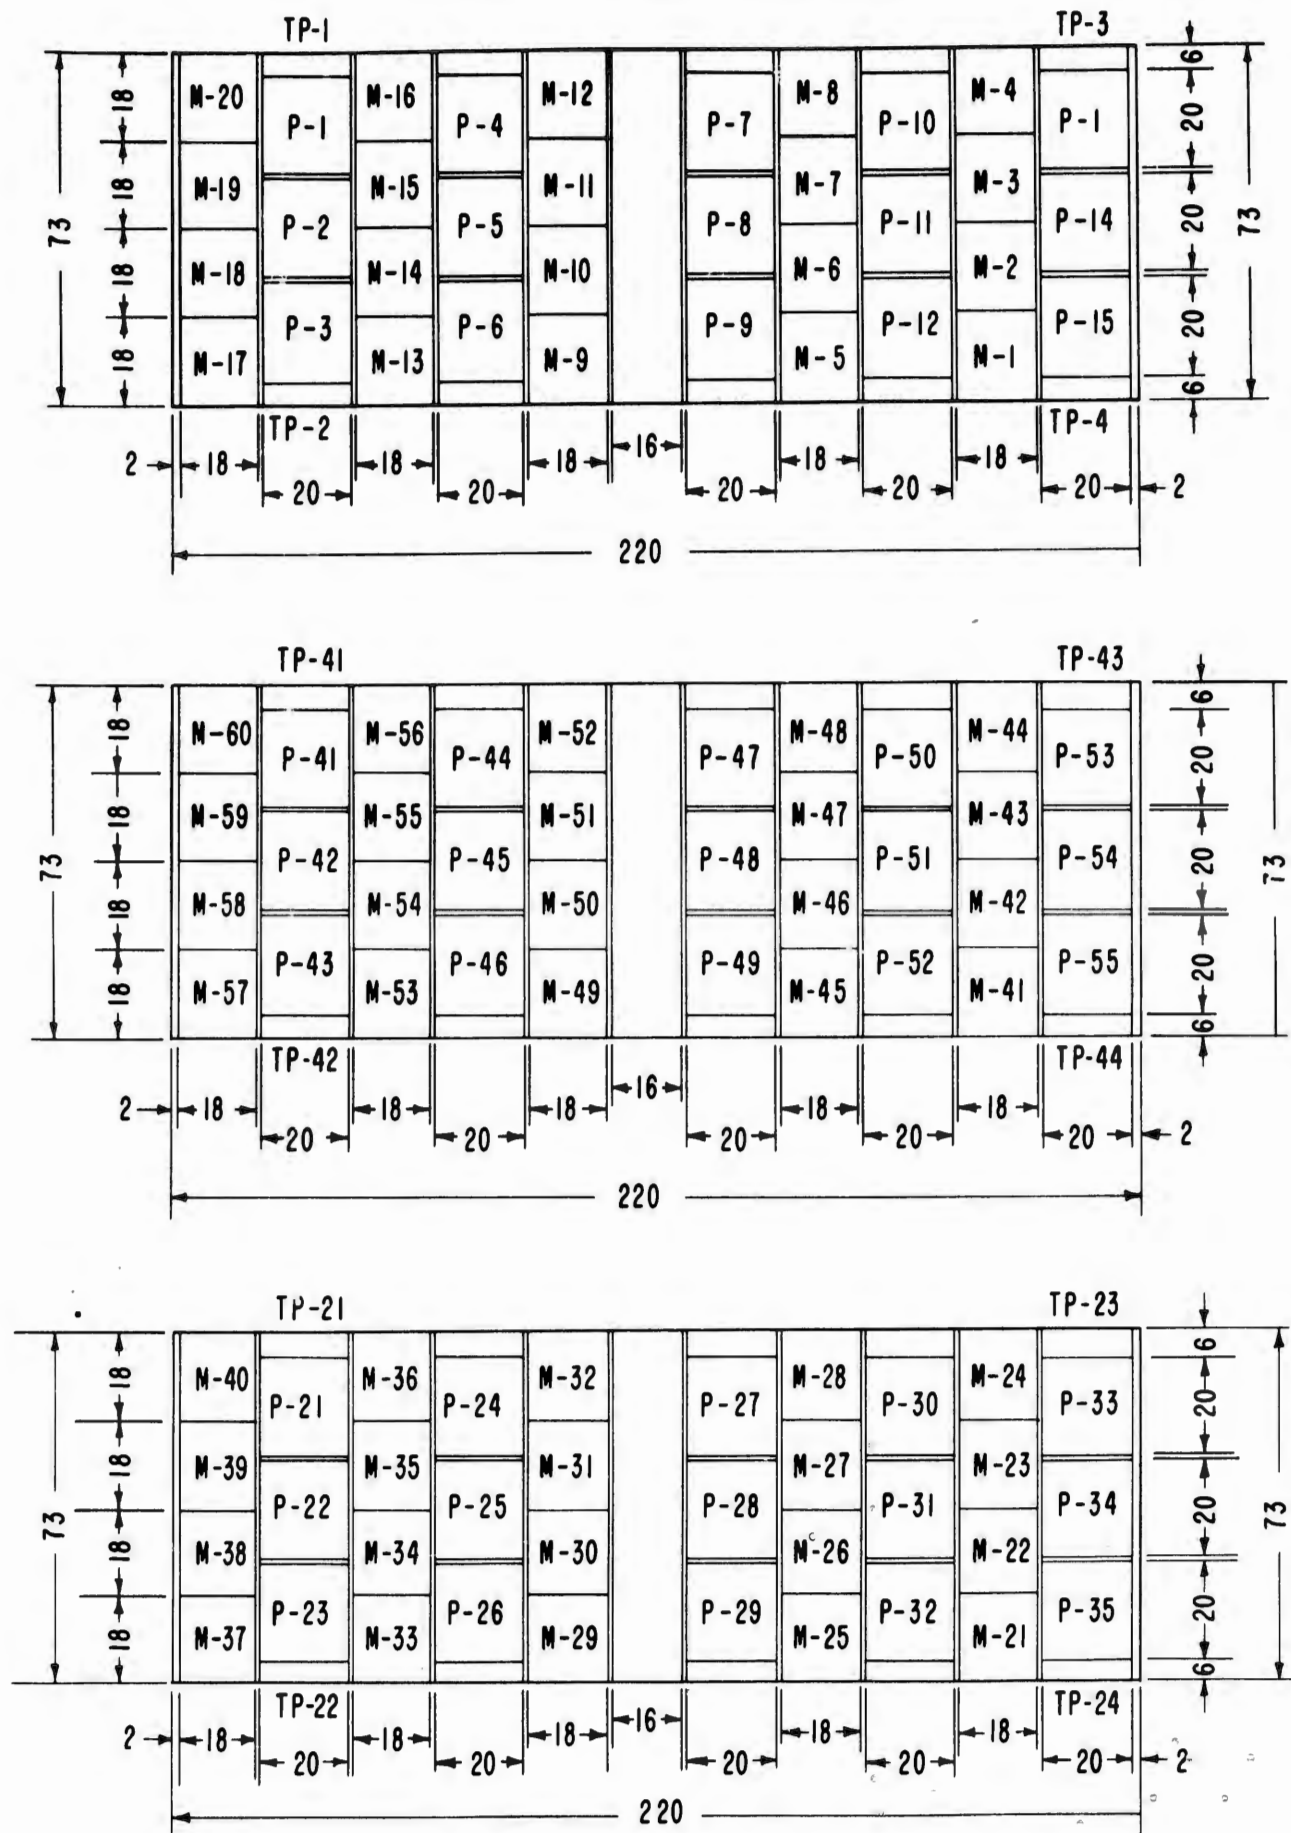 TP-1 TP-3
M-20 M-16 M-12 M-8 M-4
P-1 P-4 P-7 P-10 P-1
M-19 M-15 M-11 M-7 M-3
P-2 P-5 P-8 P-11 P-14
M-18 M-14 M-10 M-6 M-2
P-3 P-6 P-9 P-12 P-15
M-17 M-13 M-9 M-5 M-1
73 18 18 18 18
6 20 20 20 6 73
TP-2 TP-4
2 18 18 18 16 18 18
20 20 20 20 20 2
220
TP-41 TP-43
M-60 M-56 M-52 M-48 M-44
P-41 P-44 P-47 P-50 P-53
M-59 M-55 M-51 M-47 M-43
P-42 P-45 P-48 P-51 P-54
M-58 M-54 M-50 M-46 M-42
P-43 P-46 P-49 P-52 P-55
M-57 M-53 M-49 M-45 M-41
73 18 18 18 18
6 20 20 20 6 73
TP-42 TP-44
2 18 18 18 16 18 18
20 20 20 20 20 2
220
TP-21 TP-23
M-40 M-36 M-32 M-28 M-24
P-21 P-24 P-27 P-30 P-33
M-39 M-35 M-31 M-27 M-23
P-22 P-25 P-28 P-31 P-34
M-38 M-34 M-30 M-26 M-22
P-23 P-26 P-29 P-32 P-35
M-37 M-33 M-29 M-25 M-21
73 18 18 18 18
6 20 20 20 6 73
TP-22 TP-24
2 18 18 18 16 18 18
20 20 20 20 20 2
220